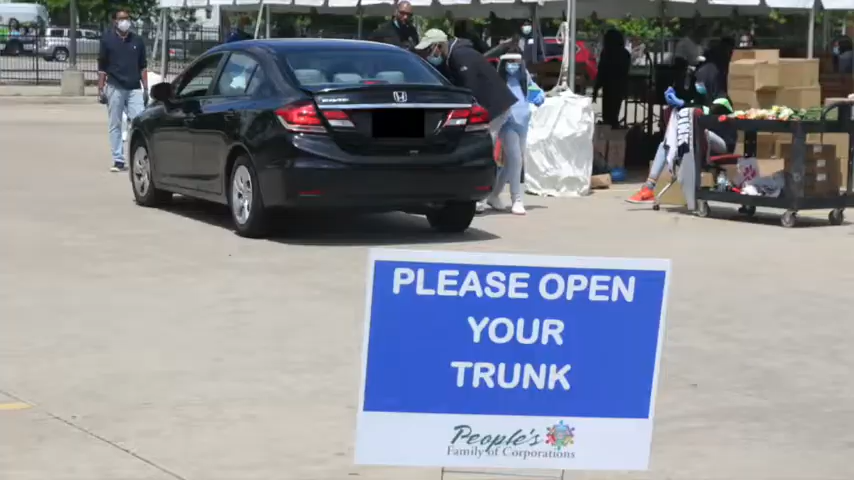 PLEASE OPEN
YOUR
TRUNK
People's
Family of Corporations